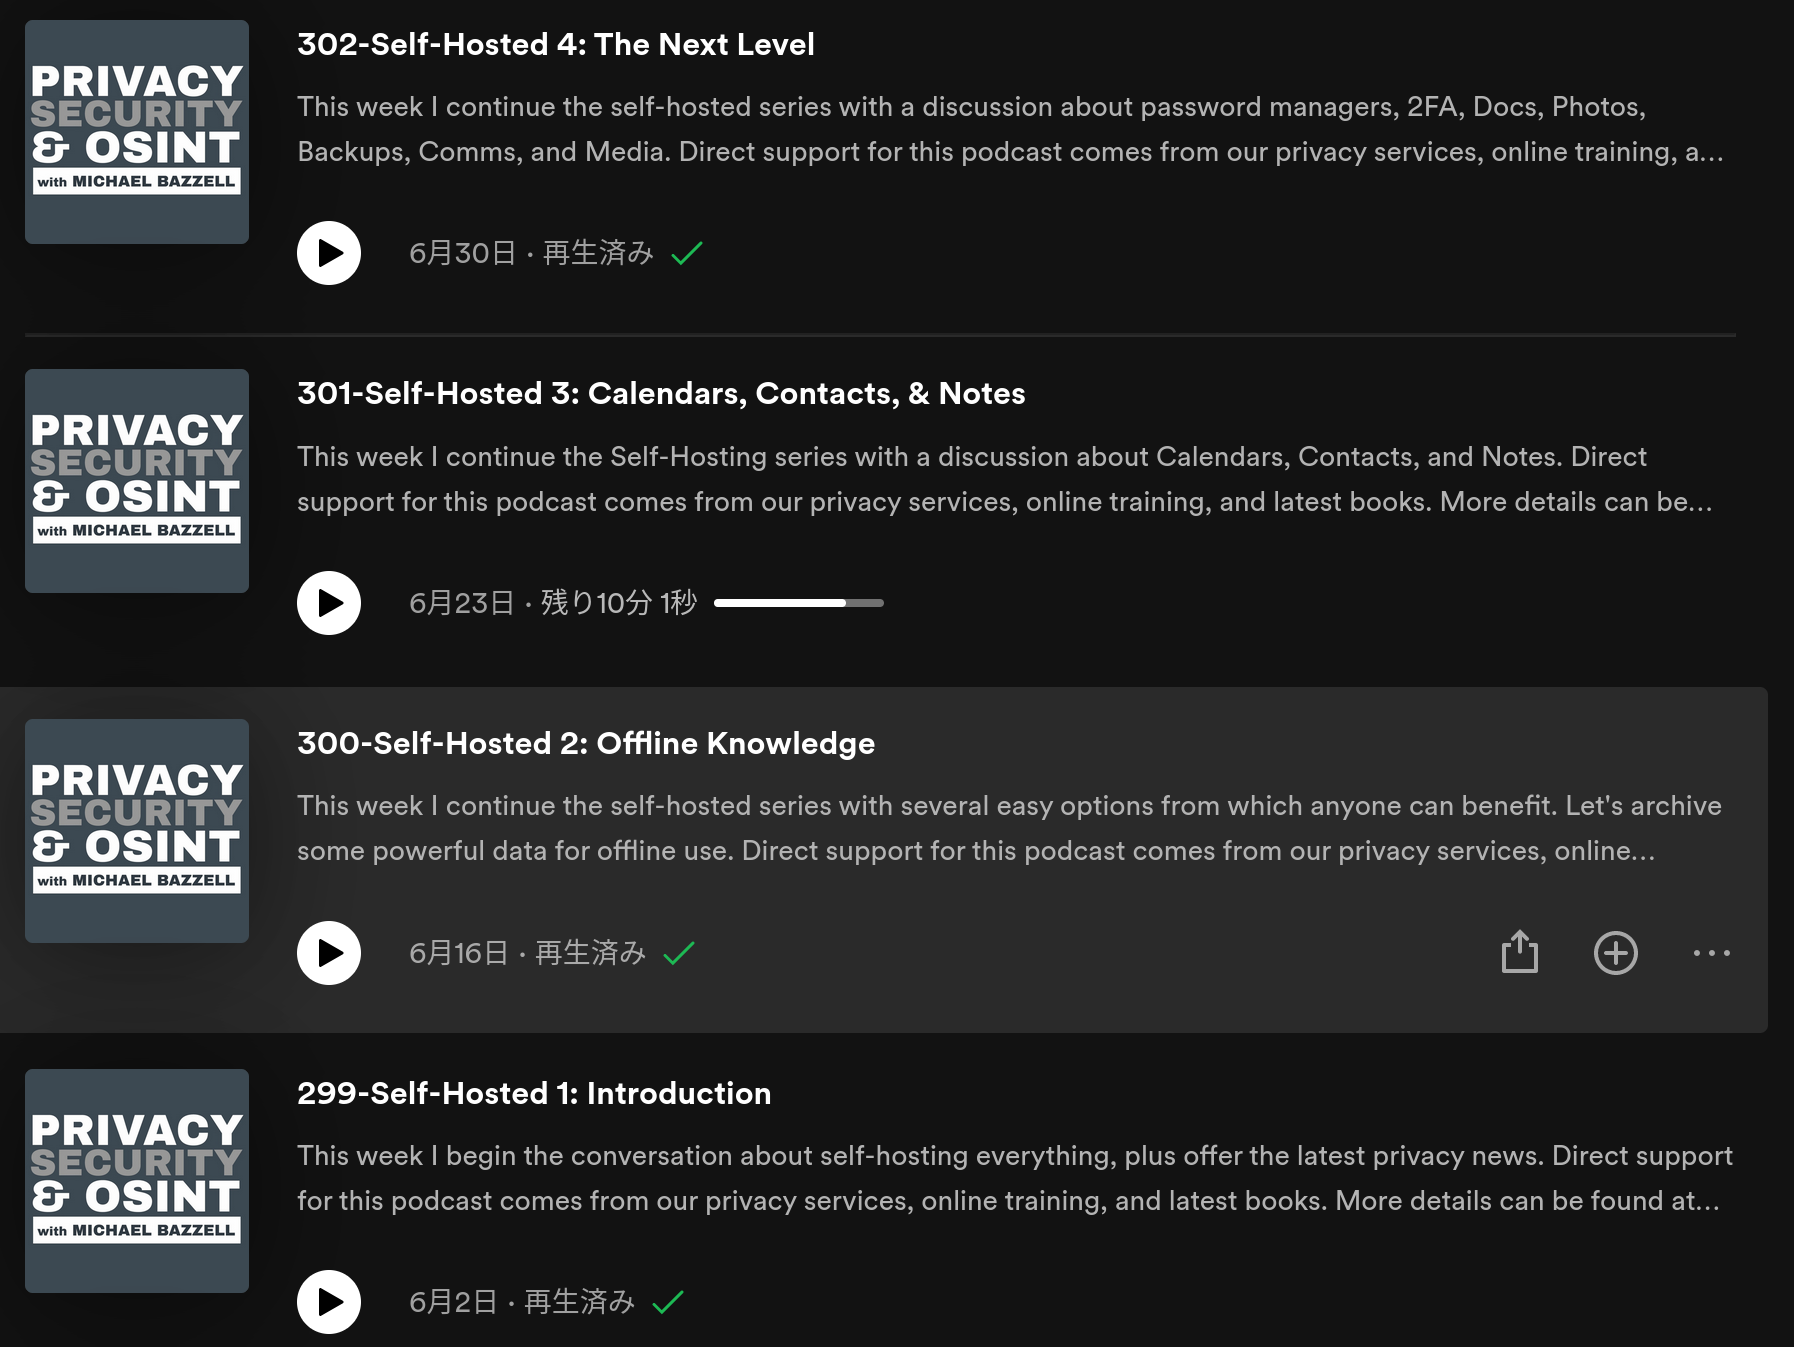 PRIVACY
SECURITY
& OSINT
with MICHAEL BAZZELL
302-Self-Hosted 4: The Next Level
This week I continue the self-hosted series with a discussion about password managers, 2FA, Docs, Photos,
Backups, Comms, and Media. Direct support for this podcast comes from our privacy services, online training, a...
6月30日 · 再生済み
PRIVACY
SECURITY
& OSINT
with MICHAEL BAZZELL
301-Self-Hosted 3: Calendars, Contacts, & Notes
This week I continue the Self-Hosting series with a discussion about Calendars, Contacts, and Notes. Direct
support for this podcast comes from our privacy services, online training, and latest books. More details can be...
6月23日 · 残り10分 1秒
PRIVACY
SECURITY
& OSINT
with MICHAEL BAZZELL
300-Self-Hosted 2: Offline Knowledge
This week I continue the self-hosted series with several easy options from which anyone can benefit. Let's archive
some powerful data for offline use. Direct support for this podcast comes from our privacy services, online...
6月16日 · 再生済み
PRIVACY
SECURITY
& OSINT
with MICHAEL BAZZELL
299-Self-Hosted 1: Introduction
This week I begin the conversation about self-hosting everything, plus offer the latest privacy news. Direct support
for this podcast comes from our privacy services, online training, and latest books. More details can be found at...
6月2日 · 再生済み